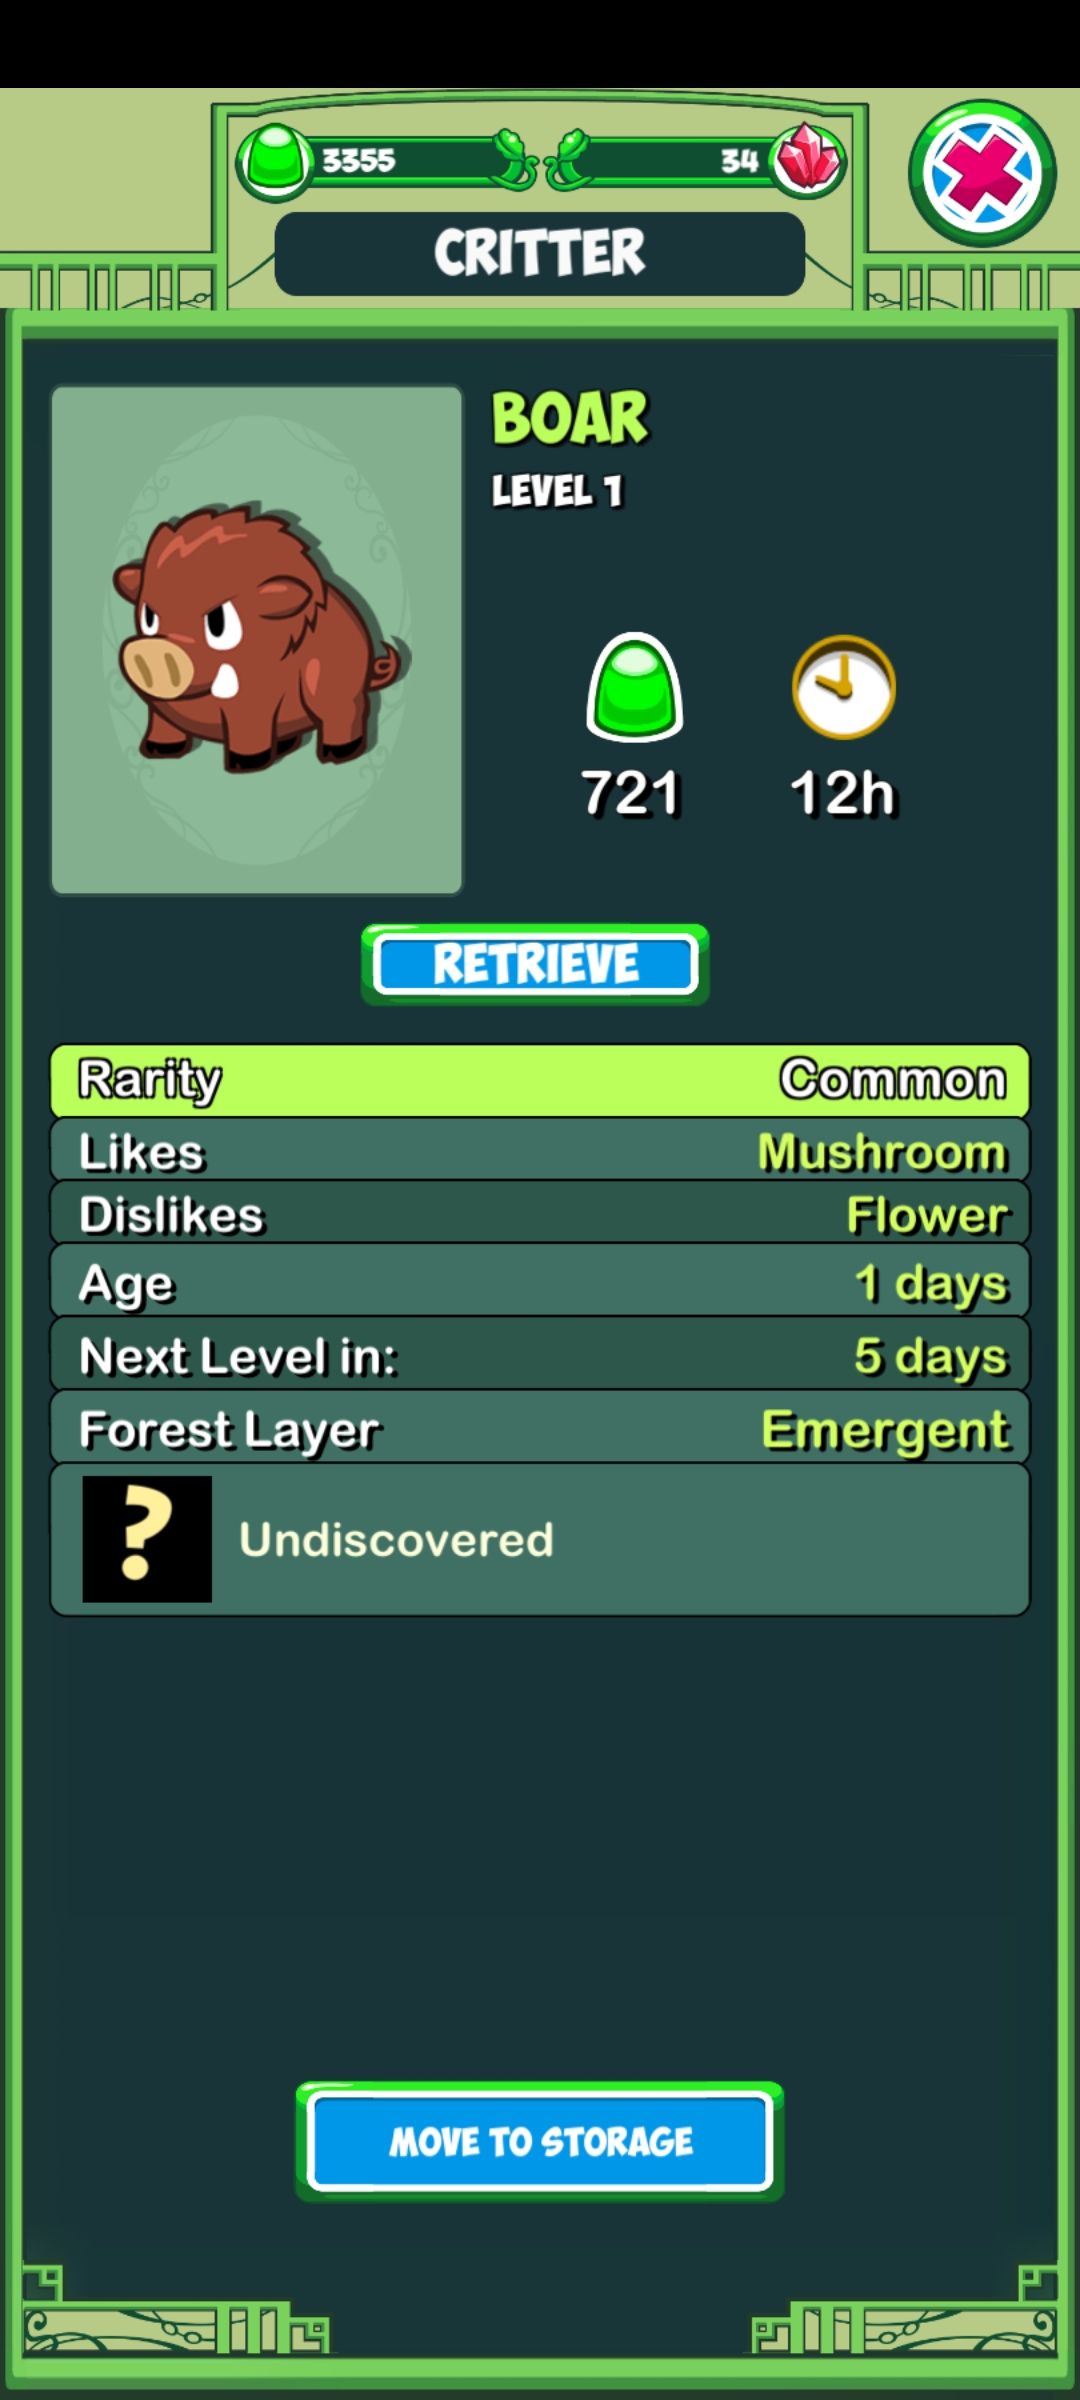 3355
34
CRITTER
BOAR
LEVEL 1
721
12h
RETRIEVE
Rarity Common
Likes Mushroom
Dislikes Flower
Age 1 days
Next Level in: 5 days
Forest Layer Emergent
? Undiscovered
MOVE TO STORAGE